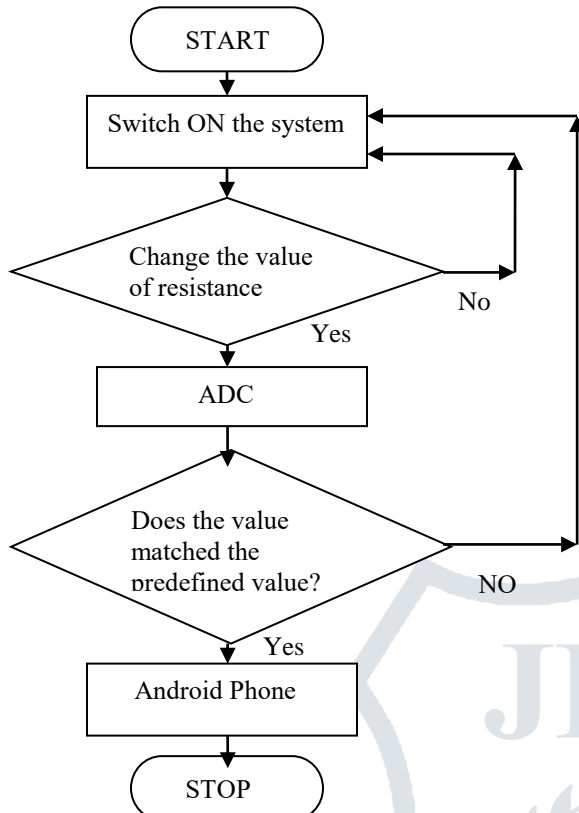 START
Switch ON the system
Change the value
of resistance
No
Yes
ADC
Does the value
matched the
predefined value?
NO
Yes
Android Phone
STOP